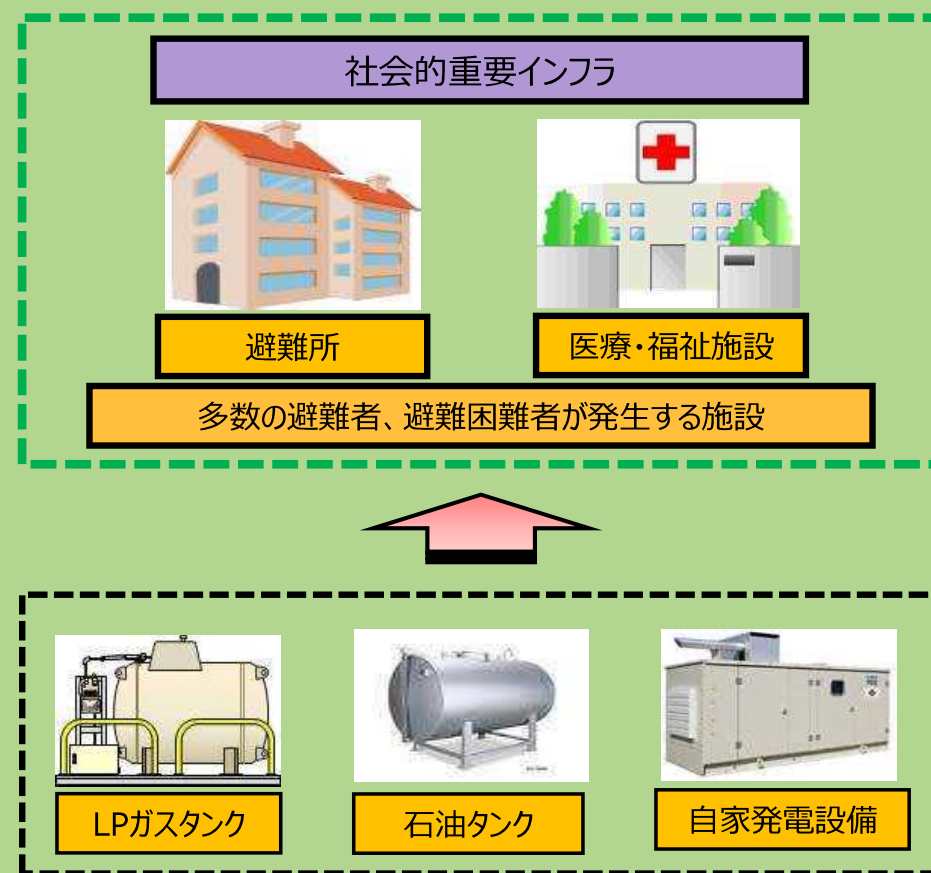 社会的重要インフラ
避難所
医療・福祉施設
多数の避難者、避難困難者が発生する施設
LPガスタンク
石油タンク
自家発電設備